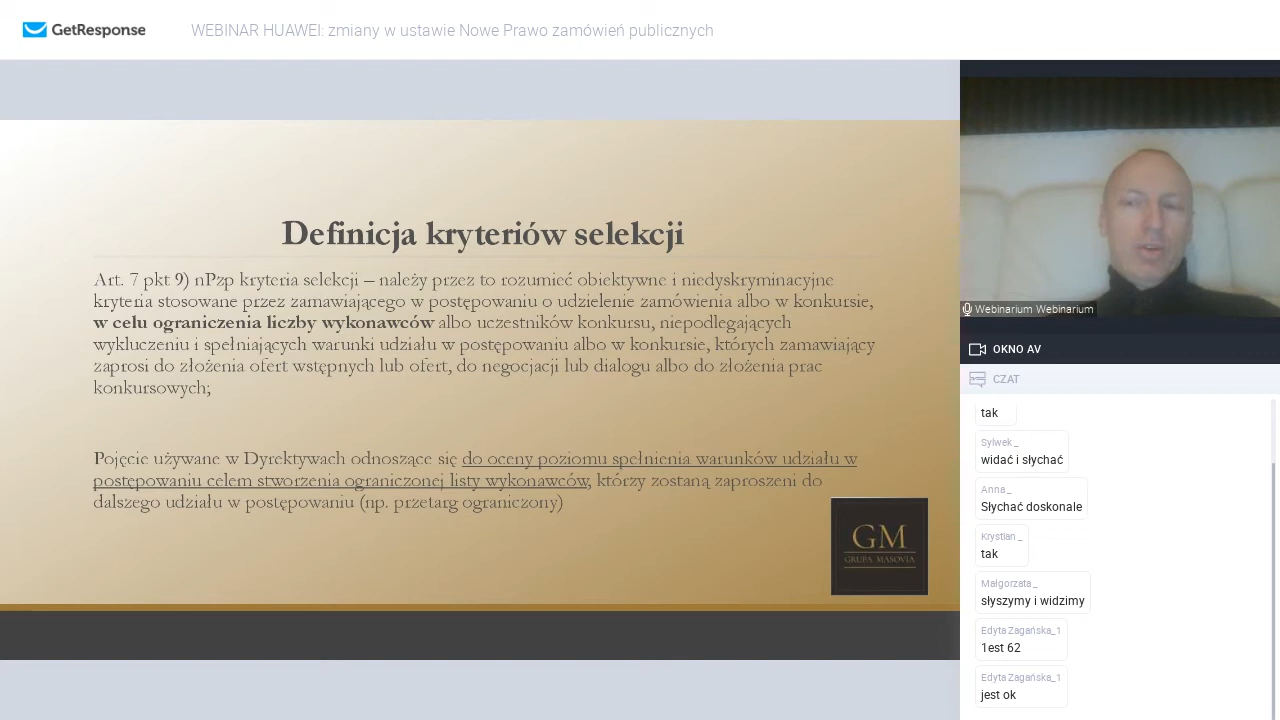 GetResponse
WEBINAR HUAWEI: zmiany w ustawie Nowe Prawo zamówień publicznych
Definicja kryteriów selekcji
Art. 7 pkt 9) nPzp kryteria selekcji – należy przez to rozumieć obiektywne i niedyskryminacyjne
kryteria stosowane przez zamawiającego w postępowaniu o udzielenie zamówienia albo w konkursie,
w celu ograniczenia liczby wykonawców albo uczestników konkursu, niepodlegających
wykluczeniu i spełniających warunki udziału w postępowaniu albo w konkursie, których zamawiający
zaprosi do złożenia ofert wstępnych lub ofert, do negocjacji lub dialogu albo do złożenia prac
konkursowych;
Pojęcie używane w Dyrektywach odnoszące się do oceny poziomu spełnienia warunków udziału w
postępowaniu celem stworzenia ograniczonej listy wykonawców, którzy zostaną zaproszeni do
dalszego udziału w postępowaniu (np. przetarg ograniczony)
GM
GRUPA MASOVIA
Webinarium Webinarium
OKNO AV
CZAT
tak
Sylwek _
widać i słychać
Anna _
Słychać doskonale
Krystian _
tak
Małgorzata _
słyszymy i widzimy
Edyta Zagańska_1
1est 62
Edyta Zagańska_1
jest ok